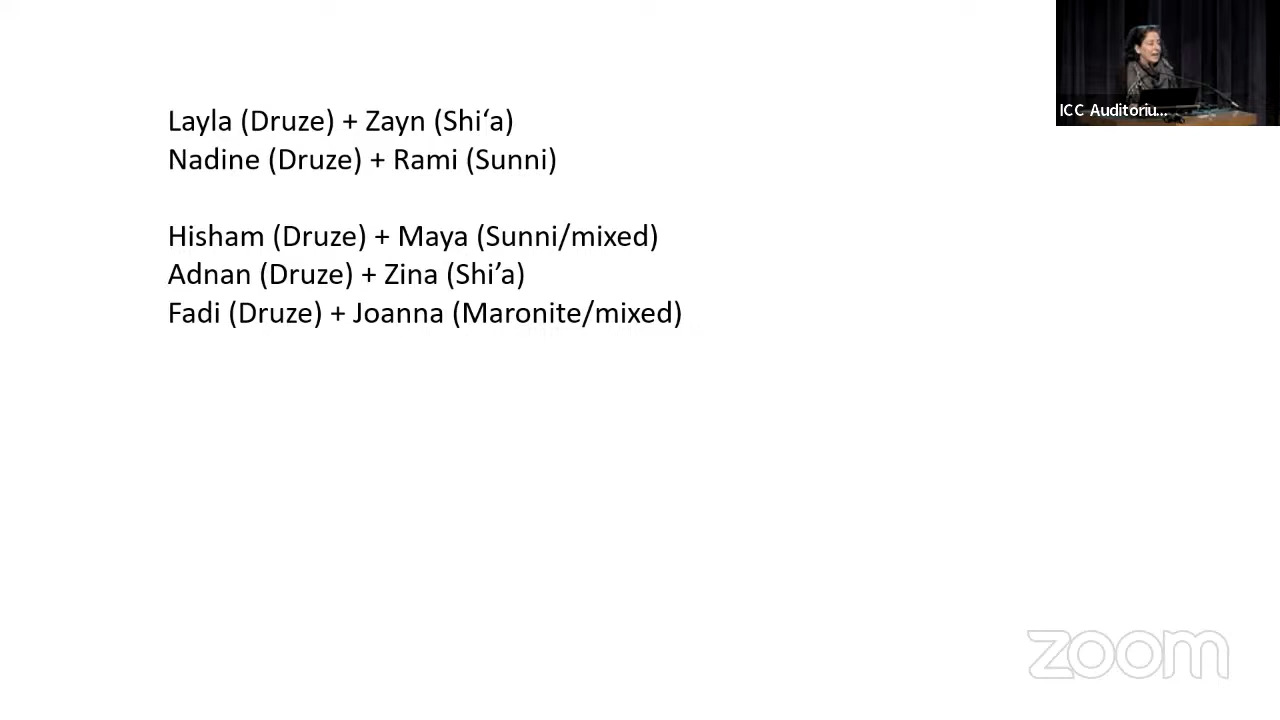 ICC Auditoriu...
Layla (Druze) + Zayn (Shi‘a)
Nadine (Druze) + Rami (Sunni)
Hisham (Druze) + Maya (Sunni/mixed)
Adnan (Druze) + Zina (Shi’a)
Fadi (Druze) + Joanna (Maronite/mixed)
zoom